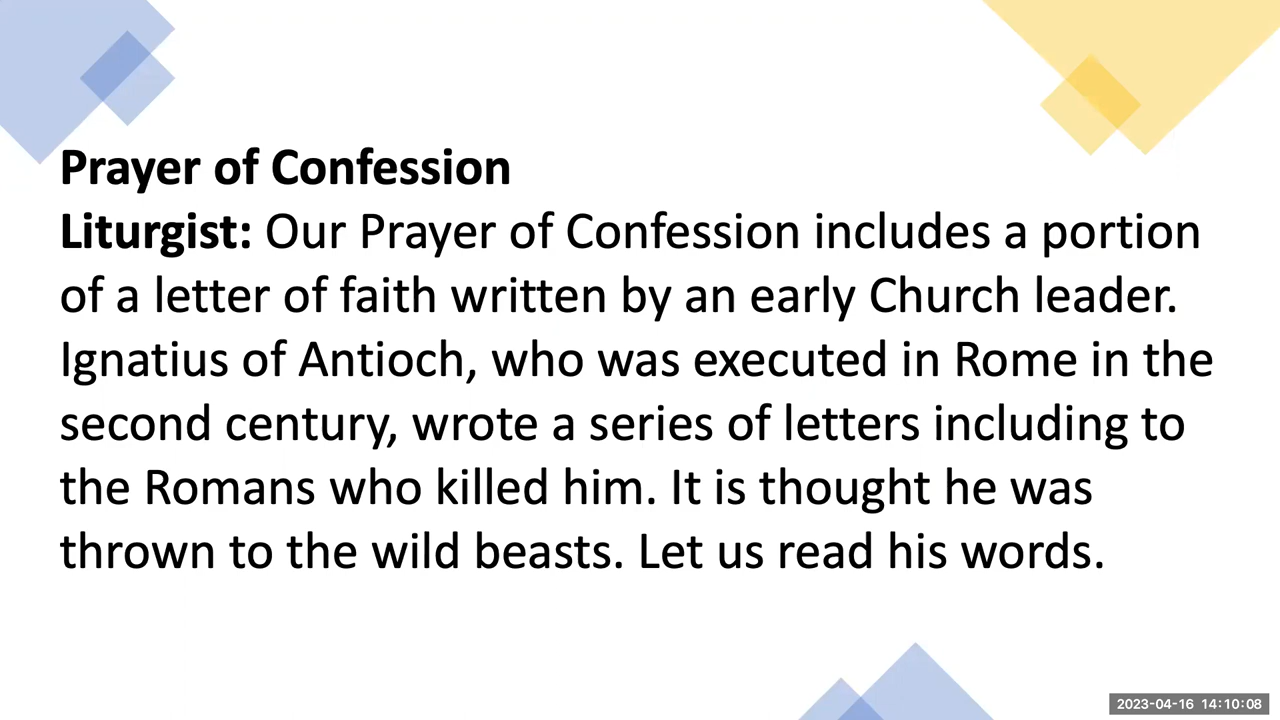 Prayer of Confession
Liturgist: Our Prayer of Confession includes a portion
of a letter of faith written by an early Church leader.
Ignatius of Antioch, who was executed in Rome in the
second century, wrote a series of letters including to
the Romans who killed him. It is thought he was
thrown to the wild beasts. Let us read his words.
2023-04-16 14:10:08